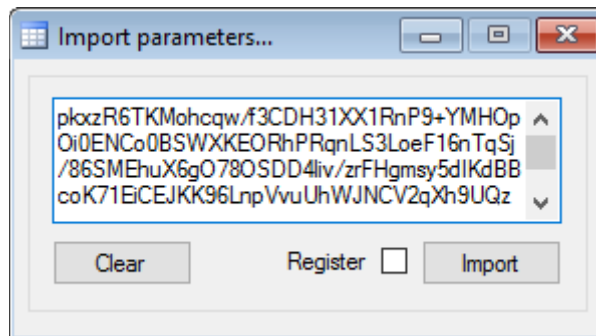 Import parameters...
pkxzR6TKMohcqw/f3CDH31XX1RnP9+YMHOp
Oi0ENCo0BSWXKEORhPRqnLS3LoeF16nTqSj
/86SMEhuX6gO78OSDD4liv/zrFHgmsy5dIKdBB
coK71EiCEJKK96LnpVvuUhWJNCV2qXh9UQz
Clear
Register
Import